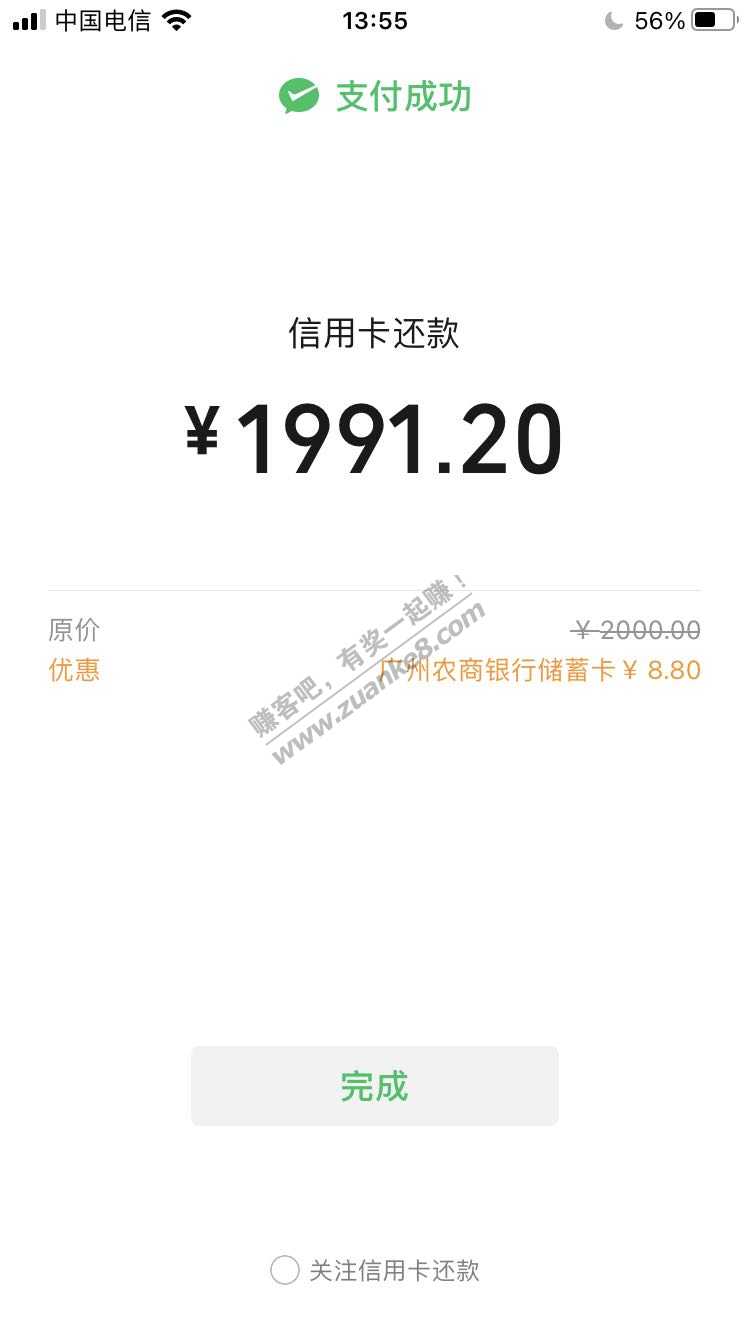 中国电信 13:55 56%
支付成功
信用卡还款
¥1991.20
原价 ¥ 2000.00
优惠 广州农商银行储蓄卡 ¥ 8.80
赚客吧，有奖一起赚！
www.zuanke8.com
完成
关注信用卡还款